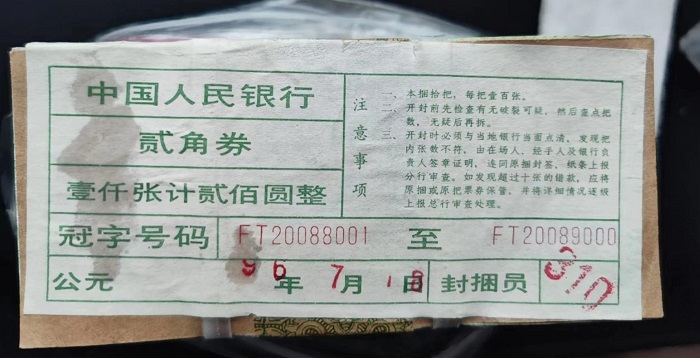 中国人民银行
贰角券
壹仟张计贰佰圆整
注意事项
一、本捆拾把，每把壹百张。
二、开封前先检查有无破裂可疑，然后查点把
数，无疑后再拆。
三、开封时必须与当地银行当面点清，发现把
内张数不符，由在场人、经手人及银行负
责人签章证明，连同原捆封签、纸条上报
分行审查。如发现超过十张的错款，应将
原捆或原把票券保管，并将详细情况逐级
上报总行审查处理。
冠字号码 FT20088001 至 FT20089000
公元 96 年 7 月 18 日 封捆员